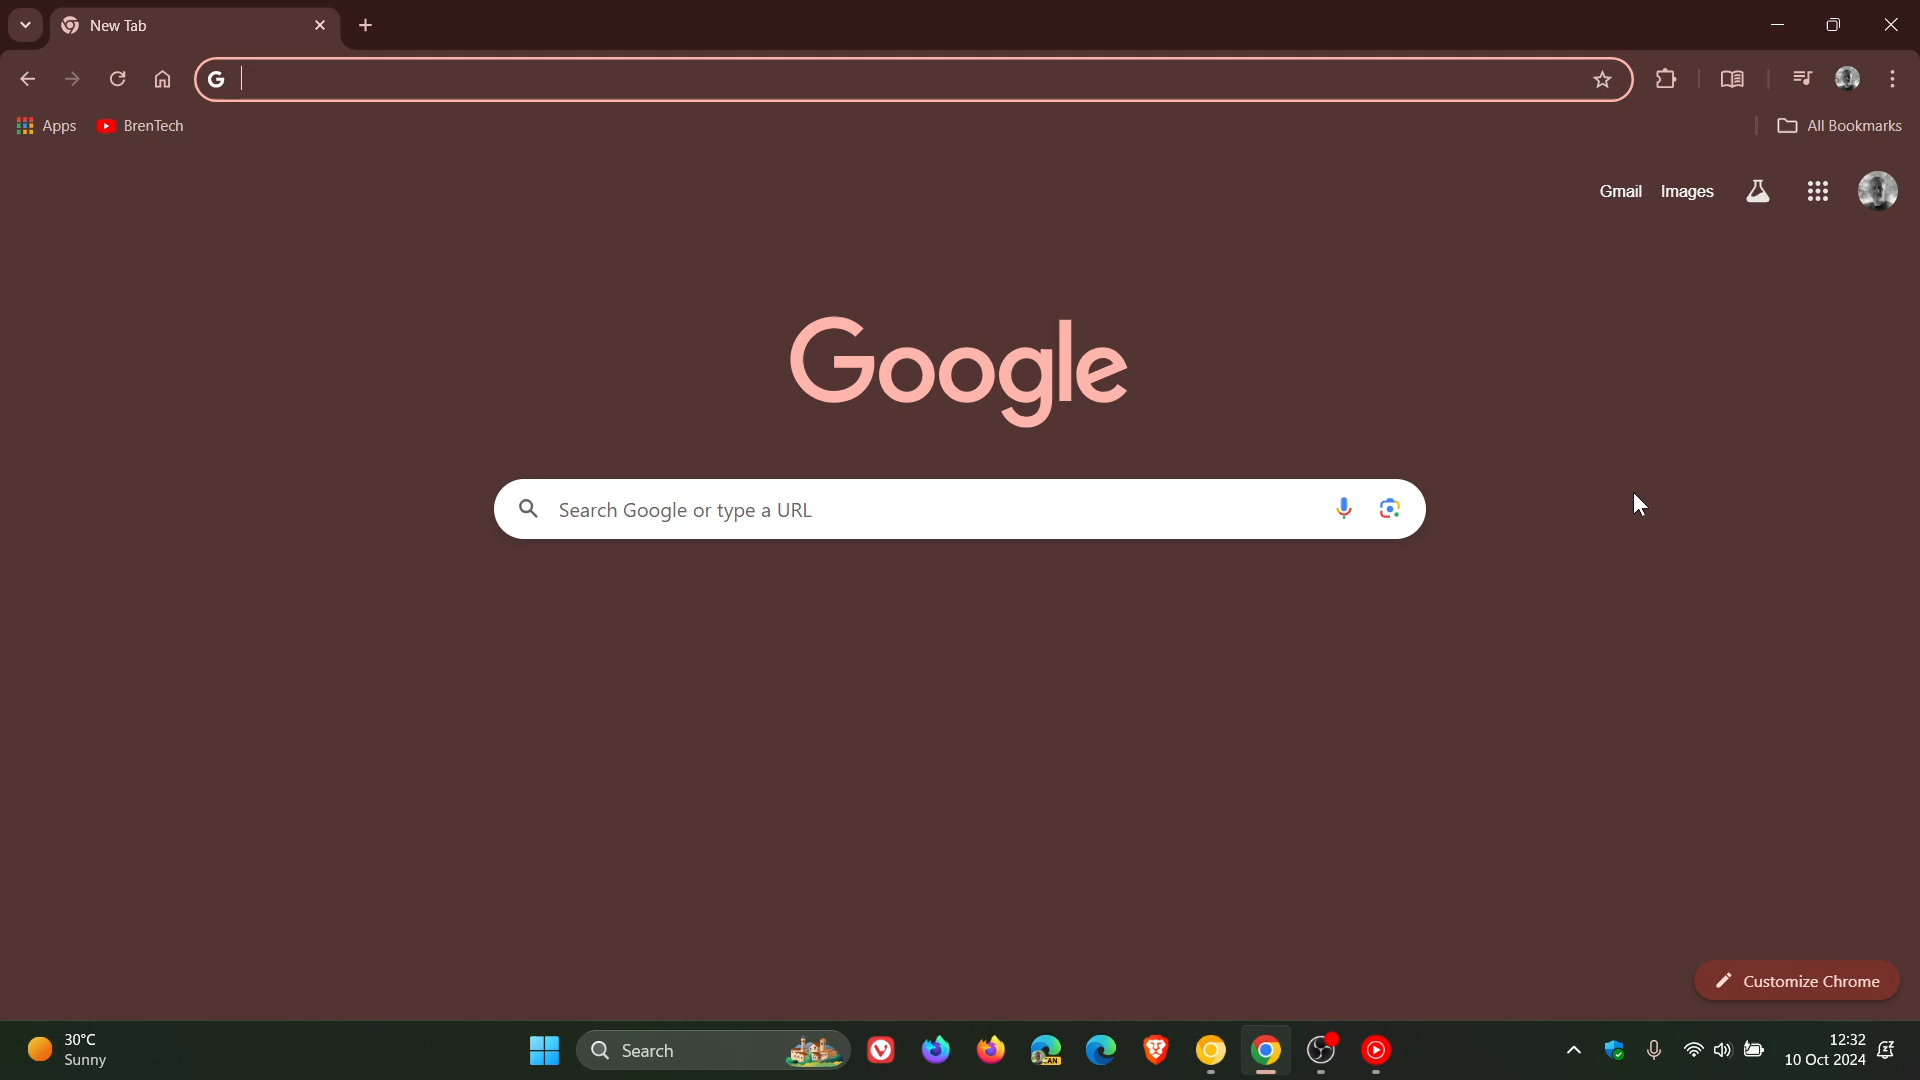 New Tab
Apps
BrenTech
All Bookmarks
Gmail
Images
Google
Search Google or type a URL
Customize Chrome
30°C
Sunny
Search
CAN
12:32
10 Oct 2024